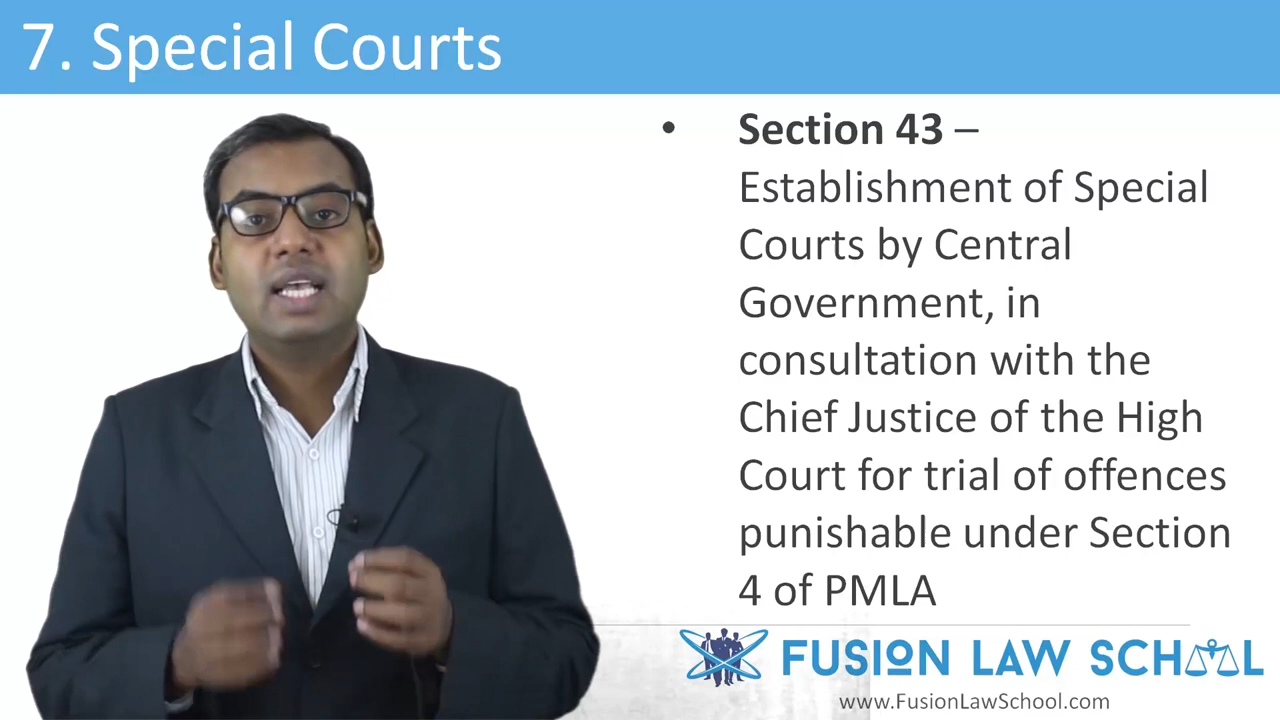 7. Special Courts
• Section 43 –
Establishment of Special
Courts by Central
Government, in
consultation with the
Chief Justice of the High
Court for trial of offences
punishable under Section
4 of PMLA
FUSION LAW SCHOOL
www.FusionLawSchool.com